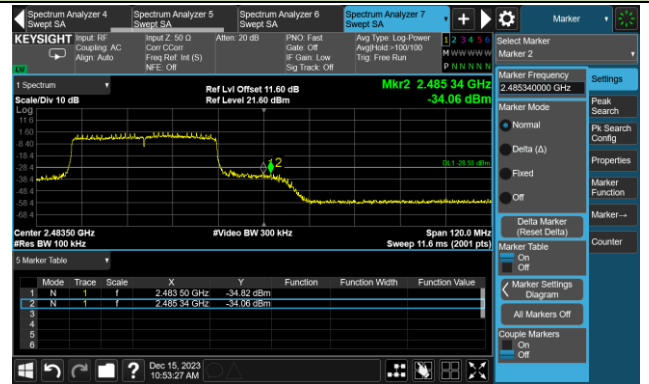 Spectrum Analyzer 4
Swept SA
Spectrum Analyzer 5
Swept SA
Spectrum Analyzer 6
Swept SA
Spectrum Analyzer 7
Swept SA
Marker
KEYSIGHT
Input: RF
Coupling: AC
Align: Auto
Input Z: 50 Ω
Corr CCorr
Freq Ref: Int (S)
NFE: Off
Atten: 20 dB
PNO: Fast
Gate: Off
IF Gain: Low
Sig Track: Off
Avg Type: Log-Power
Avg|Hold:>100/100
Trig: Free Run
1 2 3 4 5 6
M W W W W W
P N N N N N
Select Marker
Marker 2
1 Spectrum
Scale/Div 10 dB
Ref Lvl Offset 11.60 dB
Ref Level 21.60 dBm
Mkr2 2.485 34 GHz
-34.06 dBm
Log
11.6
1.60
-8.40
-18.4
-28.4
-38.4
-48.4
-58.4
-68.4
2
DL1 -28.55 dBm
Center 2.48350 GHz
#Res BW 100 kHz
#Video BW 300 kHz
Span 120.0 MHz
Sweep 11.6 ms (2001 pts)
5 Marker Table
Mode Trace Scale X Y Function Function Width Function Value
1 N 1 f 2.483 50 GHz -34.82 dBm
2 N 1 f 2.485 34 GHz -34.06 dBm
3
4
5
6
Marker Frequency
2.485340000 GHz
Marker Mode
Normal
Delta (Δ)
Fixed
Off
Delta Marker
(Reset Delta)
Marker Table
On
Off
Marker Settings
Diagram
All Markers Off
Couple Markers
On
Off
Settings
Peak
Search
Pk Search
Config
Properties
Marker
Function
Marker→
Counter
?
Dec 15, 2023
10:53:27 AM